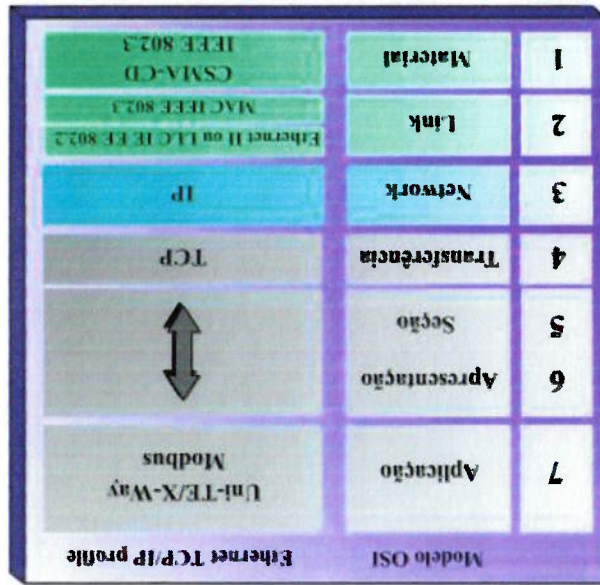 Modelo OSI Ethernet TCP/IP profile
7 Aplicação Uni-TE/X-Way
Modbus
6 Apresentação
5 Seção
4 Transferência TCP
3 Network IP
2 Link Ethernet II ou LLC IE EE 802.2
MAC IEEE 802.3
1 Material CSMA-CD
IEEE 802.3